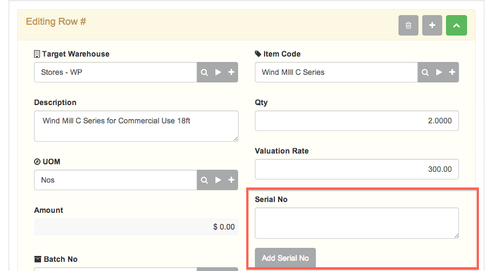 Editing Row #
Target Warehouse
Stores - WP
Description
Wind Mill C Series for Commercial Use 18ft
UOM
Nos
Amount
$ 0.00
Batch No
Item Code
Wind MIll C Series
Qty
2.0000
Valuation Rate
300.00
Serial No
Add Serial No